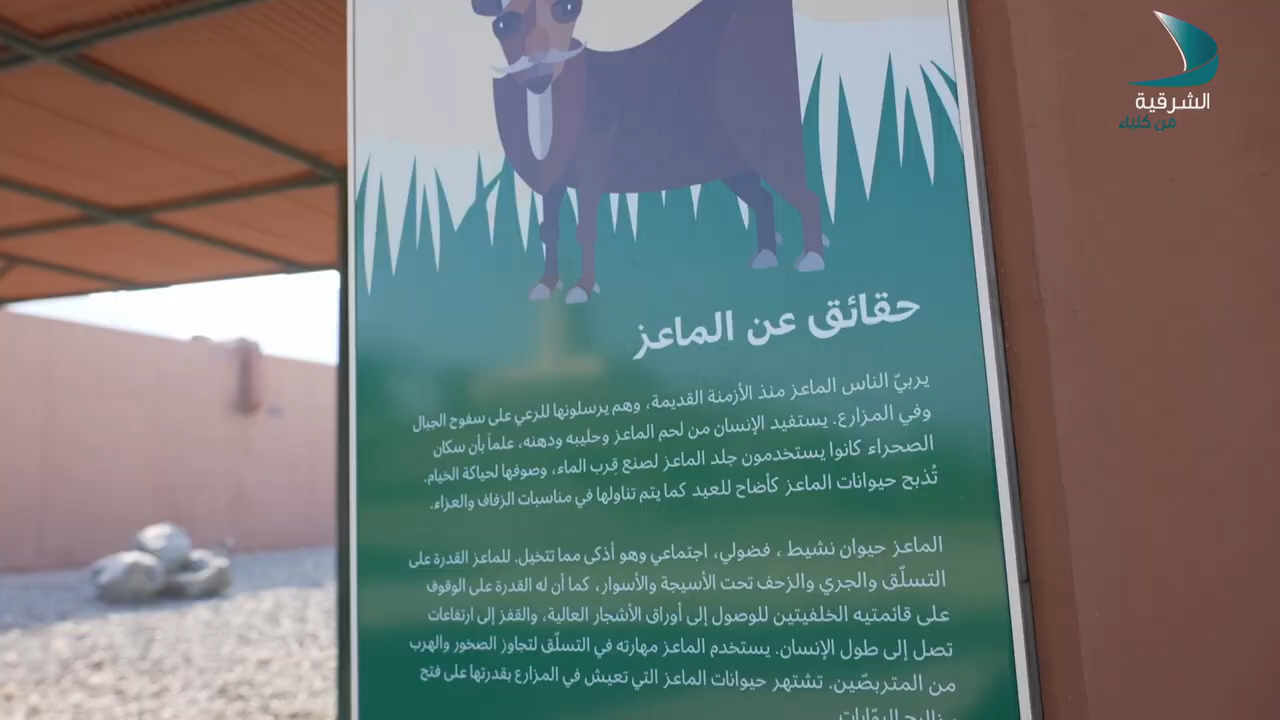 الشرقية
من كلباء
حقائق عن الماعز
يربيّ الناس الماعز منذ الأزمنة القديمة، وهم يرسلونها للرعي على سفوح الجبال
وفي المزارع. يستفيد الإنسان من لحم الماعز وحليبه ودهنه، علماً بأن سكان
الصحراء كانوا يستخدمون جلد الماعز لصنع قِرب الماء، وصوفها لحياكة الخيام.
تُذبح حيوانات الماعز كأضاح للعيد كما يتم تناولها في مناسبات الزفاف والعزاء.
الماعز حيوان نشيط ، فضولي، اجتماعي وهو أذكى مما تتخيل. للماعز القدرة على
التسلّق والجري والزحف تحت الأسيجة والأسوار، كما أن له القدرة على الوقوف
على قائمتيه الخلفيتين للوصول إلى أوراق الأشجار العالية، والقفز إلى ارتفاعات
تصل إلى طول الإنسان. يستخدم الماعز مهارته في التسلّق لتجاوز الصخور والهرب
من المتربصّين. تشتهر حيوانات الماعز التي تعيش في المزارع بقدرتها على فتح